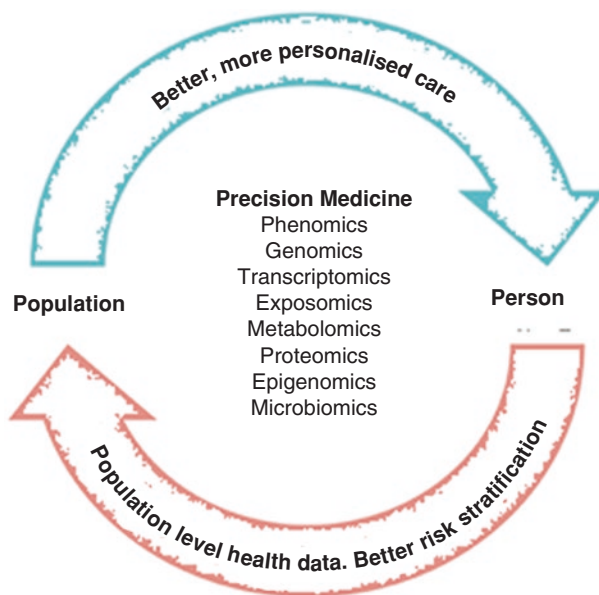 Better, more personalised care
Precision Medicine
Phenomics
Genomics
Transcriptomics
Exposomics
Metabolomics
Proteomics
Epigenomics
Microbiomics
Population
Person
Population level health data. Better risk stratification